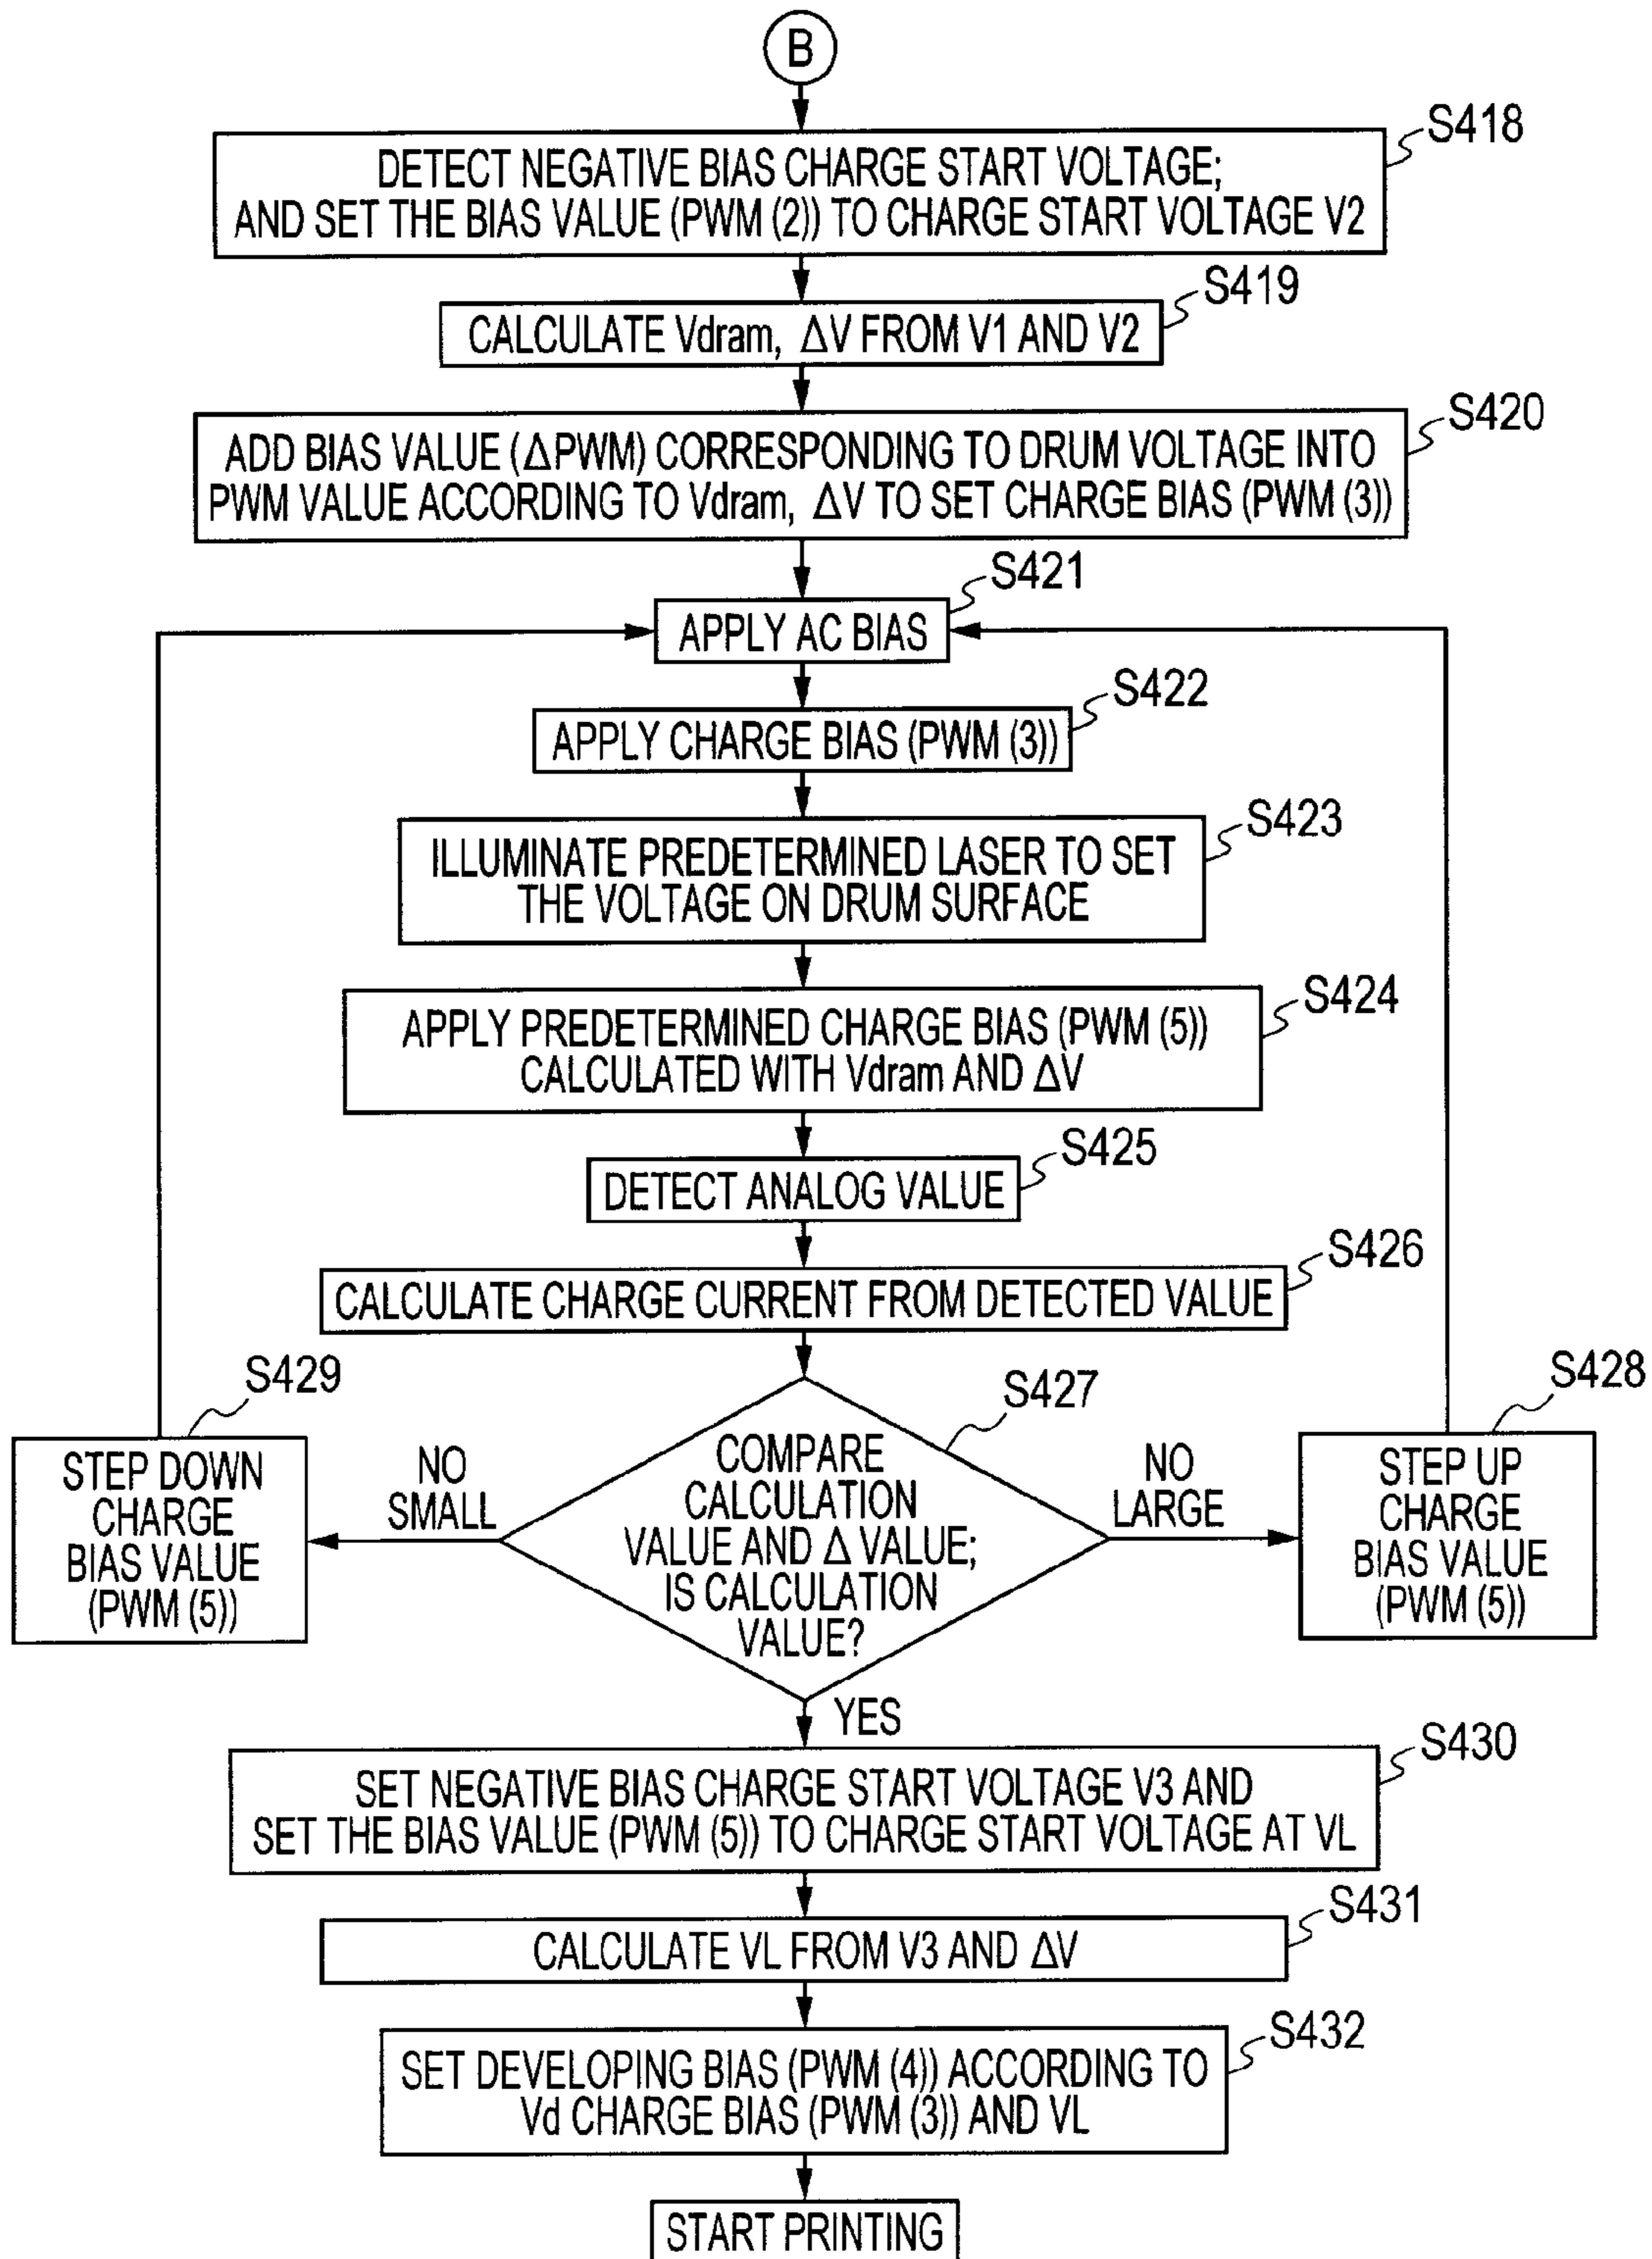 B
S418
DETECT NEGATIVE BIAS CHARGE START VOLTAGE;
AND SET THE BIAS VALUE (PWM (2)) TO CHARGE START VOLTAGE V2
S419
CALCULATE Vdram, ΔV FROM V1 AND V2
S420
ADD BIAS VALUE (ΔPWM) CORRESPONDING TO DRUM VOLTAGE INTO
PWM VALUE ACCORDING TO Vdram, ΔV TO SET CHARGE BIAS (PWM (3))
S421
APPLY AC BIAS
S422
APPLY CHARGE BIAS (PWM (3))
S423
ILLUMINATE PREDETERMINED LASER TO SET
THE VOLTAGE ON DRUM SURFACE
S424
APPLY PREDETERMINED CHARGE BIAS (PWM (5))
CALCULATED WITH Vdram AND ΔV
S425
DETECT ANALOG VALUE
S426
CALCULATE CHARGE CURRENT FROM DETECTED VALUE
S429
STEP DOWN
CHARGE
BIAS VALUE
(PWM (5))
NO
SMALL
S427
COMPARE
CALCULATION
VALUE AND Δ VALUE;
IS CALCULATION
VALUE?
NO
LARGE
S428
STEP UP
CHARGE
BIAS VALUE
(PWM (5))
YES
S430
SET NEGATIVE BIAS CHARGE START VOLTAGE V3 AND
SET THE BIAS VALUE (PWM (5)) TO CHARGE START VOLTAGE AT VL
S431
CALCULATE VL FROM V3 AND ΔV
S432
SET DEVELOPING BIAS (PWM (4)) ACCORDING TO
Vd CHARGE BIAS (PWM (3)) AND VL
START PRINTING